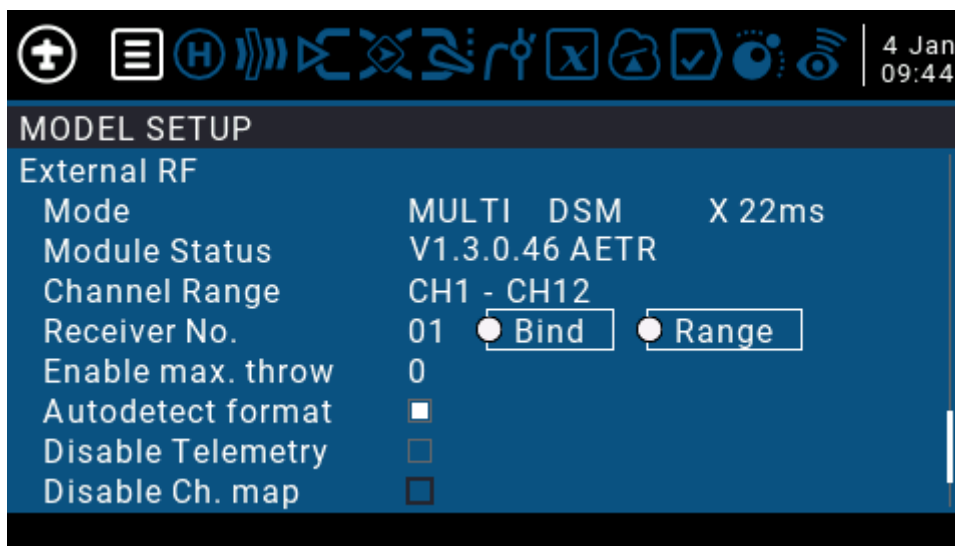 H x 4 Jan
09:44
MODEL SETUP
External RF
Mode MULTI DSM X 22ms
Module Status V1.3.0.46 AETR
Channel Range CH1 - CH12
Receiver No. 01 Bind Range
Enable max. throw 0
Autodetect format
Disable Telemetry
Disable Ch. map